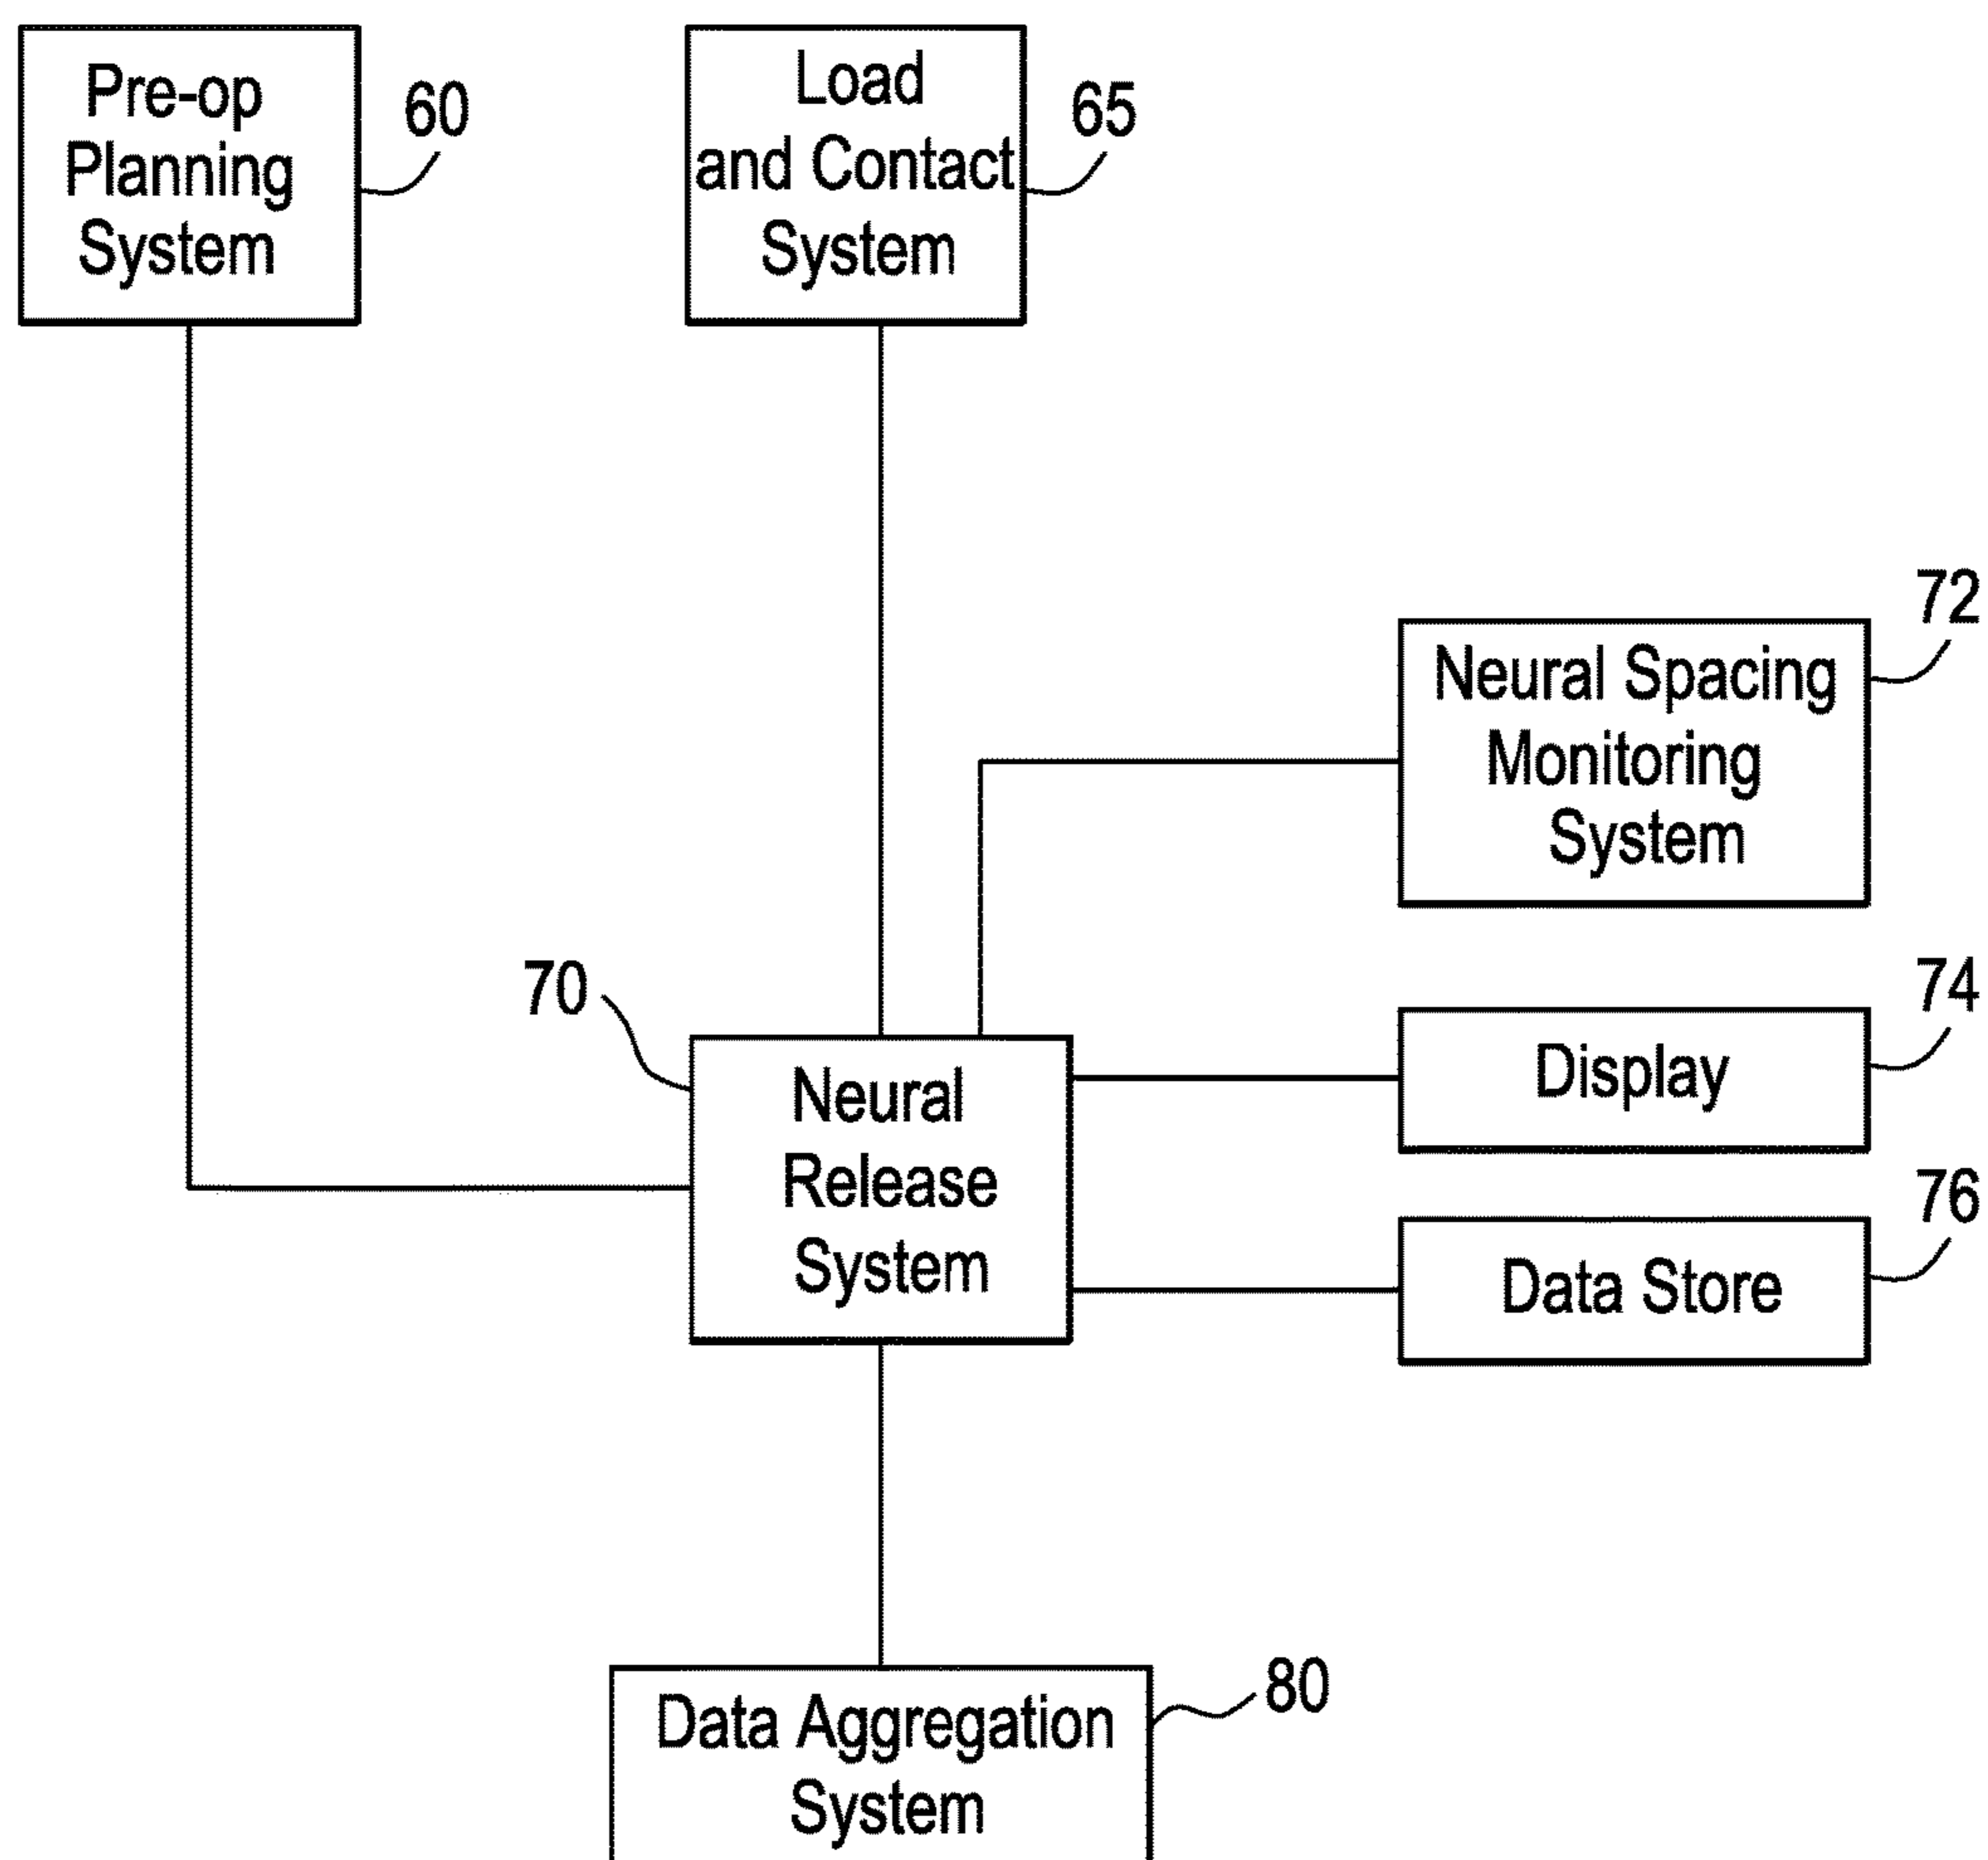 Pre-op
Planning
System
60
Load
and Contact
System
65
72
Neural Spacing
Monitoring
System
70
Neural
Release
System
74
Display
76
Data Store
80
Data Aggregation
System